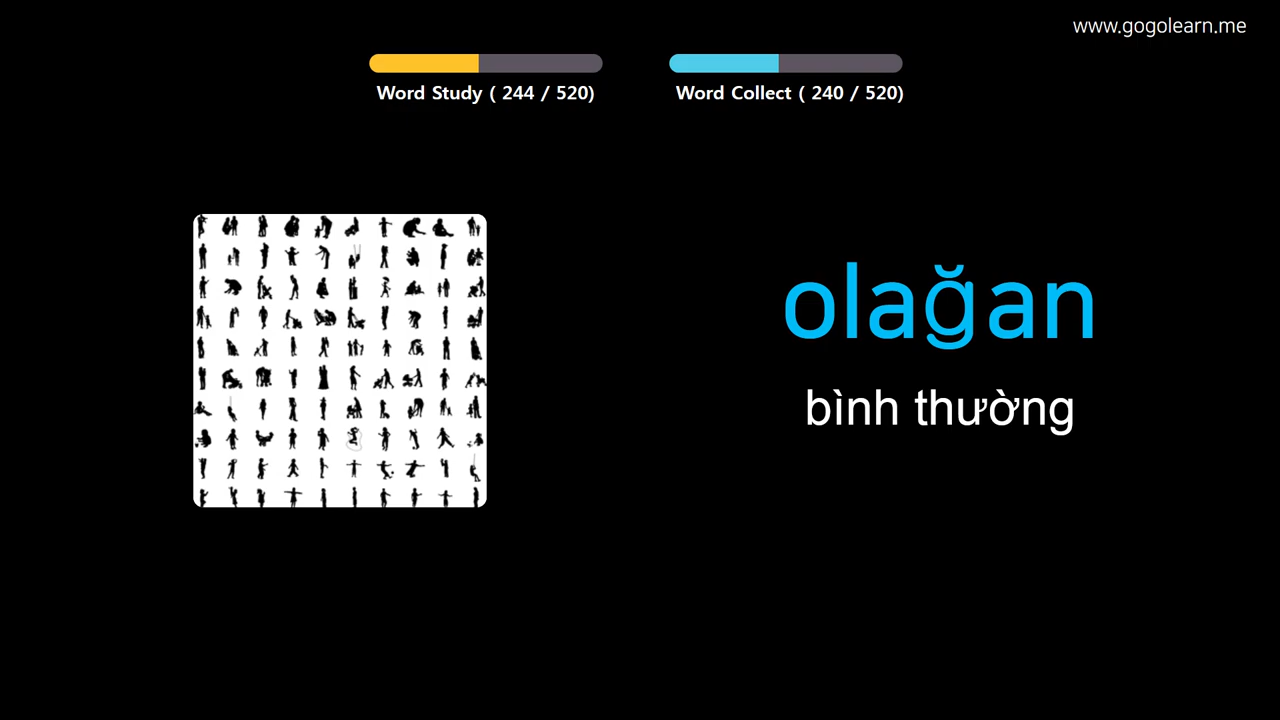 www.gogolearn.me
Word Study ( 244 / 520)
Word Collect ( 240 / 520)
olağan
bình thường